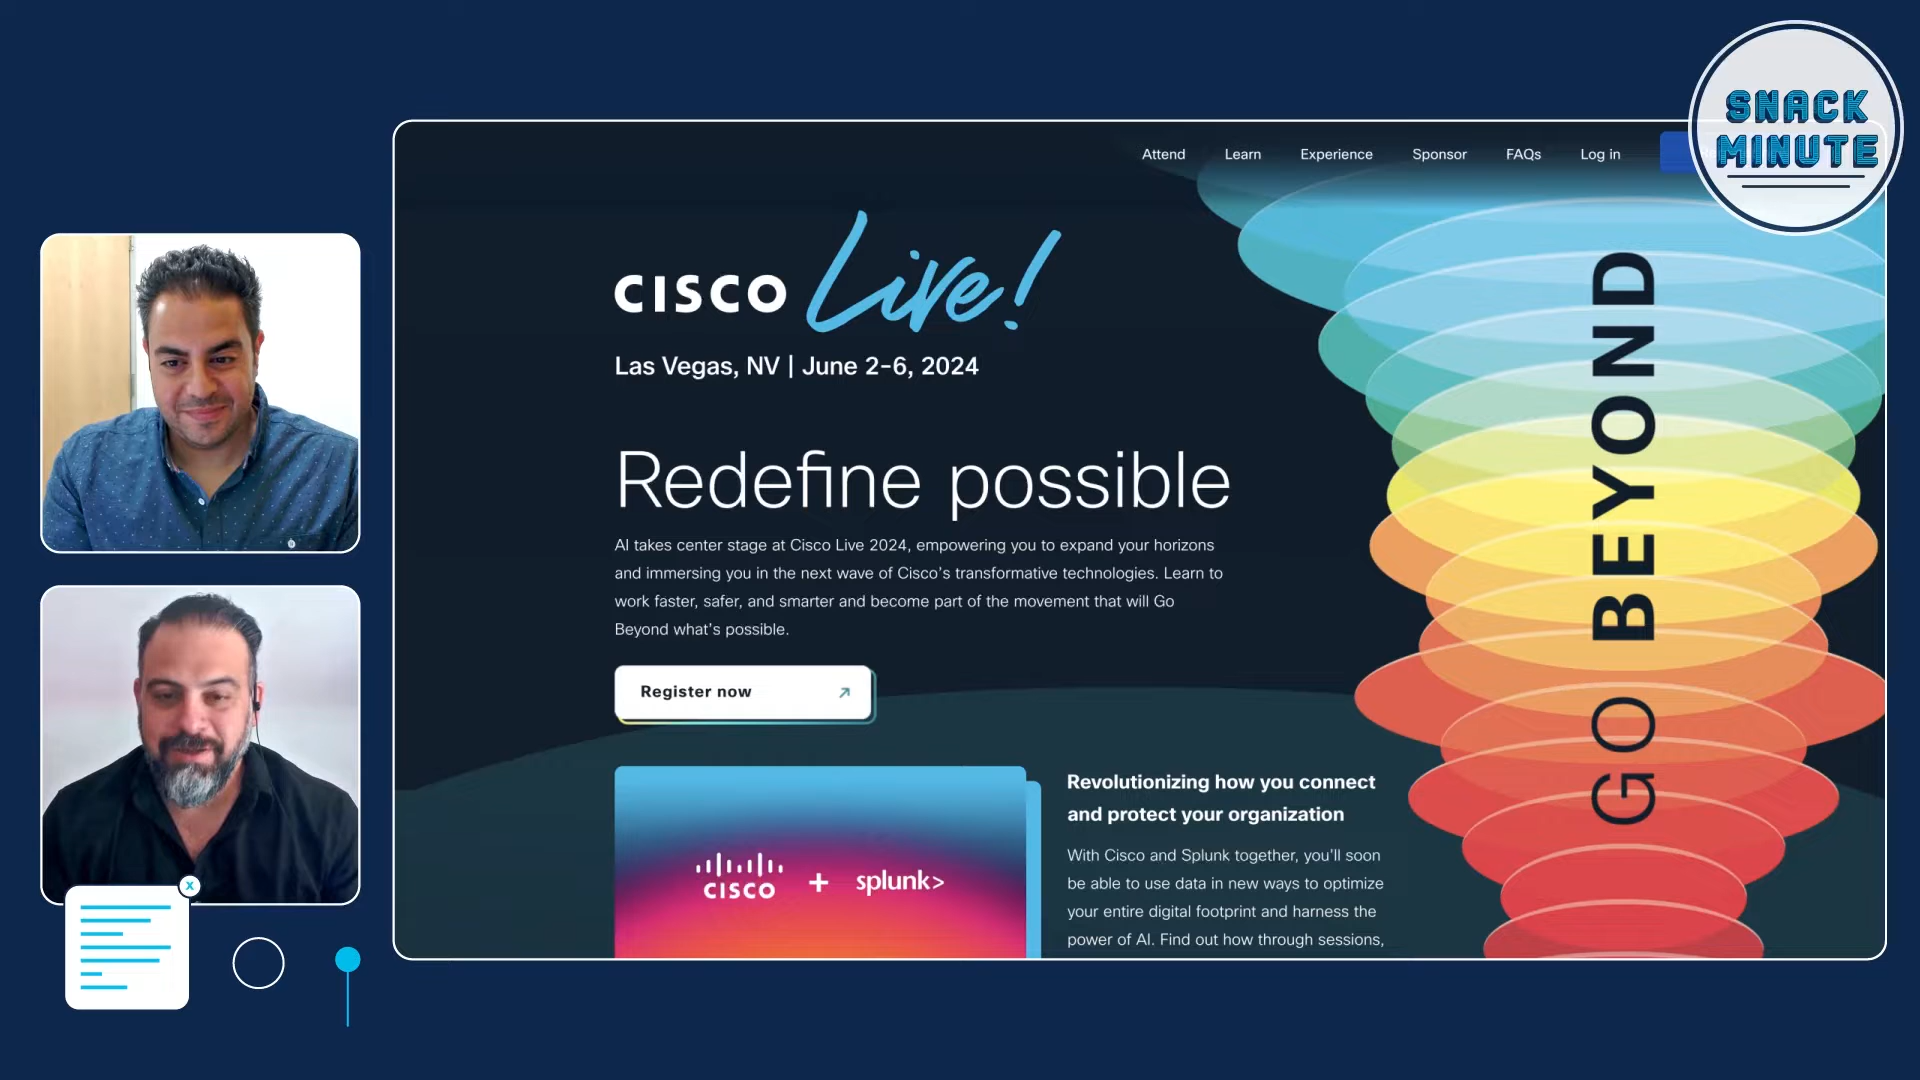 SNACK
MINUTE
Attend Learn Experience Sponsor FAQs Log in
CISCO Live!
Las Vegas, NV | June 2-6, 2024
Redefine possible
AI takes center stage at Cisco Live 2024, empowering you to expand your horizons
and immersing you in the next wave of Cisco's transformative technologies. Learn to
work faster, safer, and smarter and become part of the movement that will Go
Beyond what's possible.
Register now
GO BEYOND
CISCO + splunk>
Revolutionizing how you connect
and protect your organization
With Cisco and Splunk together, you'll soon
be able to use data in new ways to optimize
your entire digital footprint and harness the
power of AI. Find out how through sessions,
x